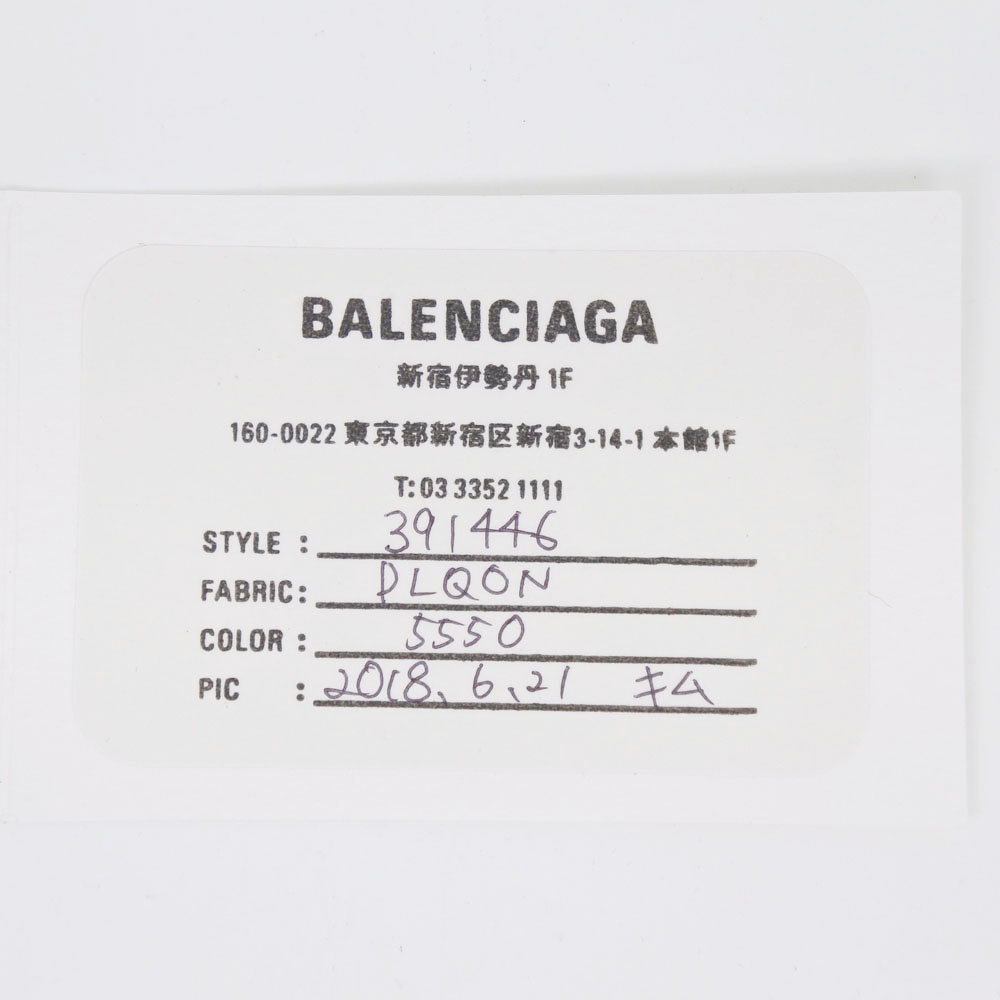 BALENCIAGA
新宿伊勢丹 1F
160-0022 東京都新宿区新宿3-14-1 本館1F
T: 03 3352 1111
STYLE : 391446
FABRIC: DLQ0N
COLOR : 5550
PIC : 2018、6、21 キム